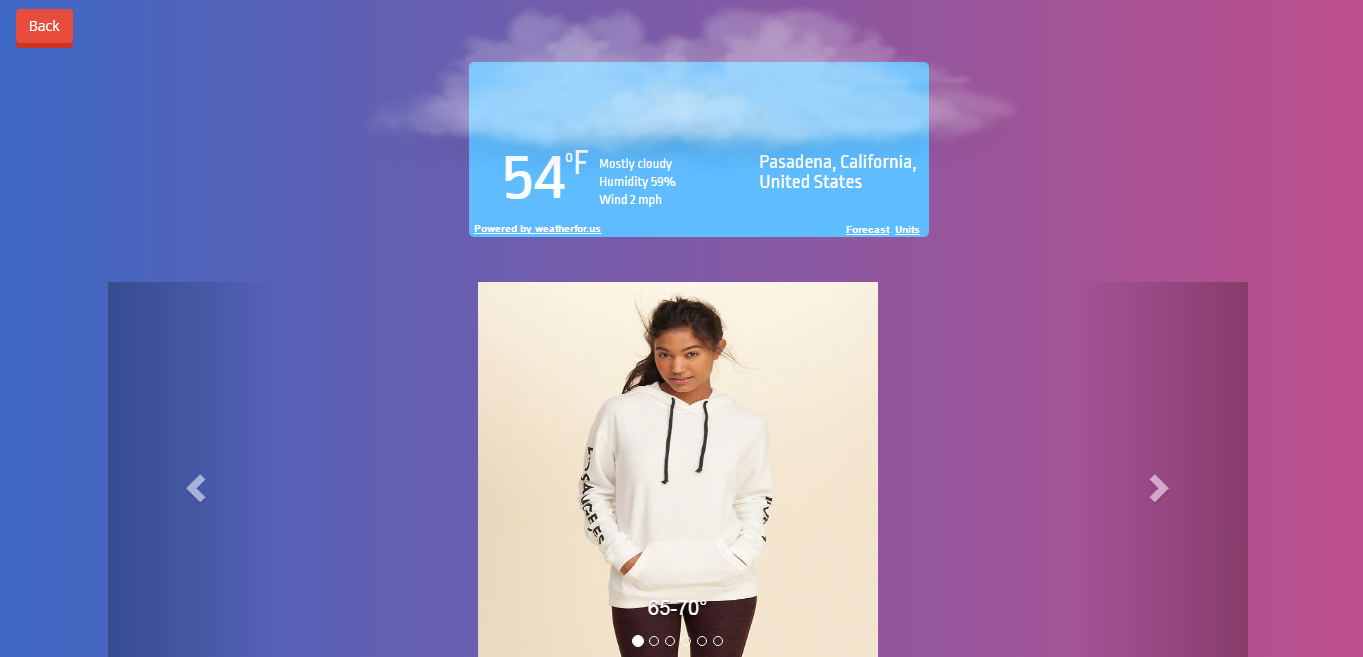 Back
54°F
Mostly cloudy
Humidity 59%
Wind 2 mph
Pasadena, California,
United States
Powered by weatherfor.us
Forecast Units
65-70°